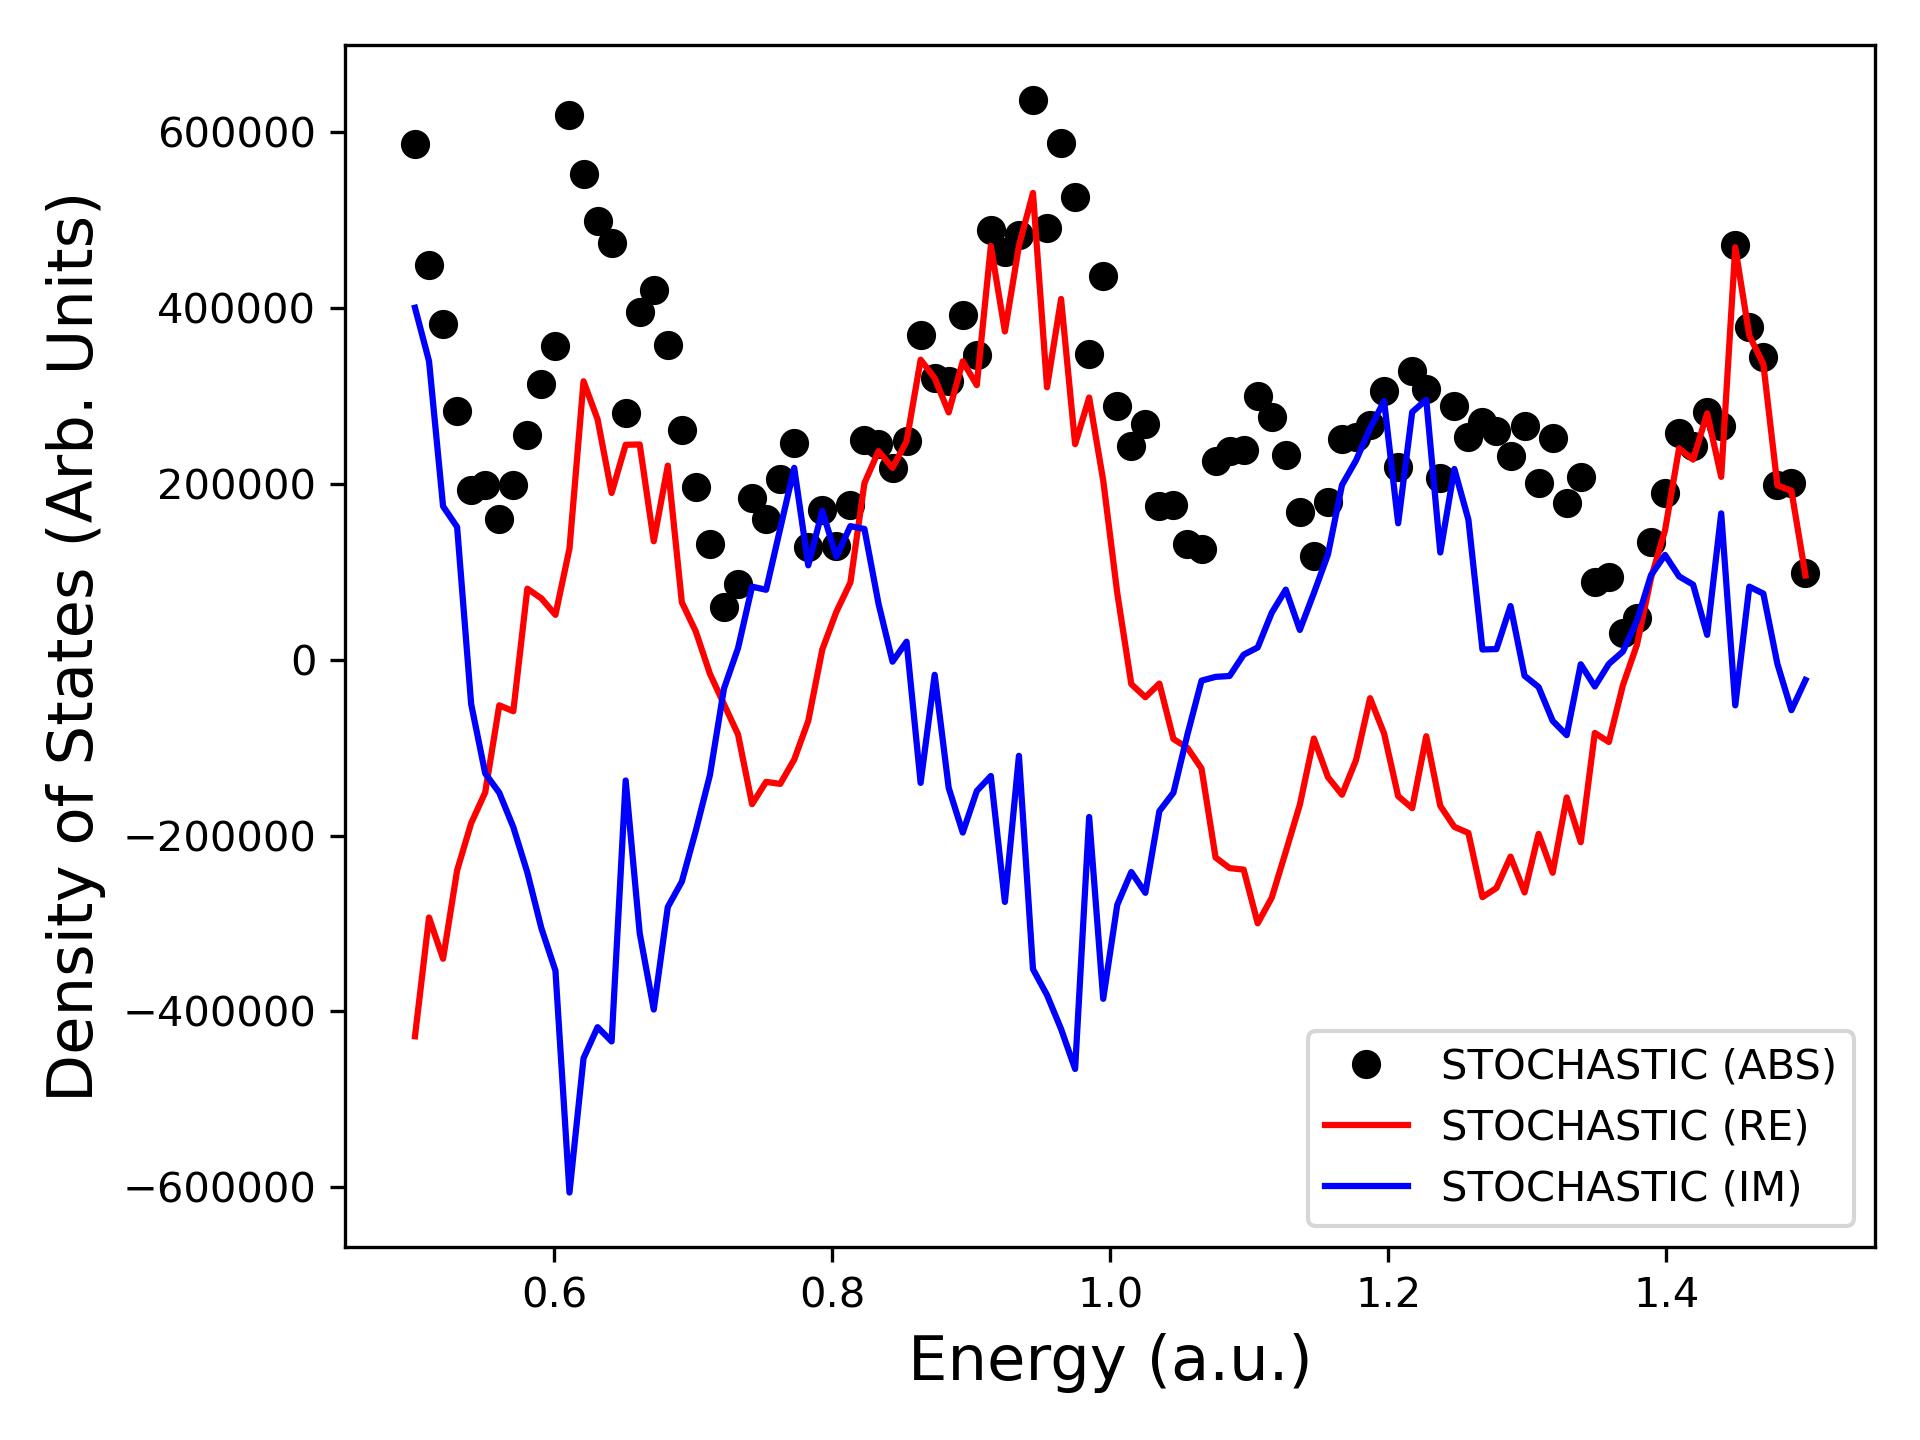 Density of States (Arb. Units)
600000
400000
200000
0
−200000
−400000
−600000
STOCHASTIC (ABS)
STOCHASTIC (RE)
STOCHASTIC (IM)
0.6 0.8 1.0 1.2 1.4
Energy (a.u.)